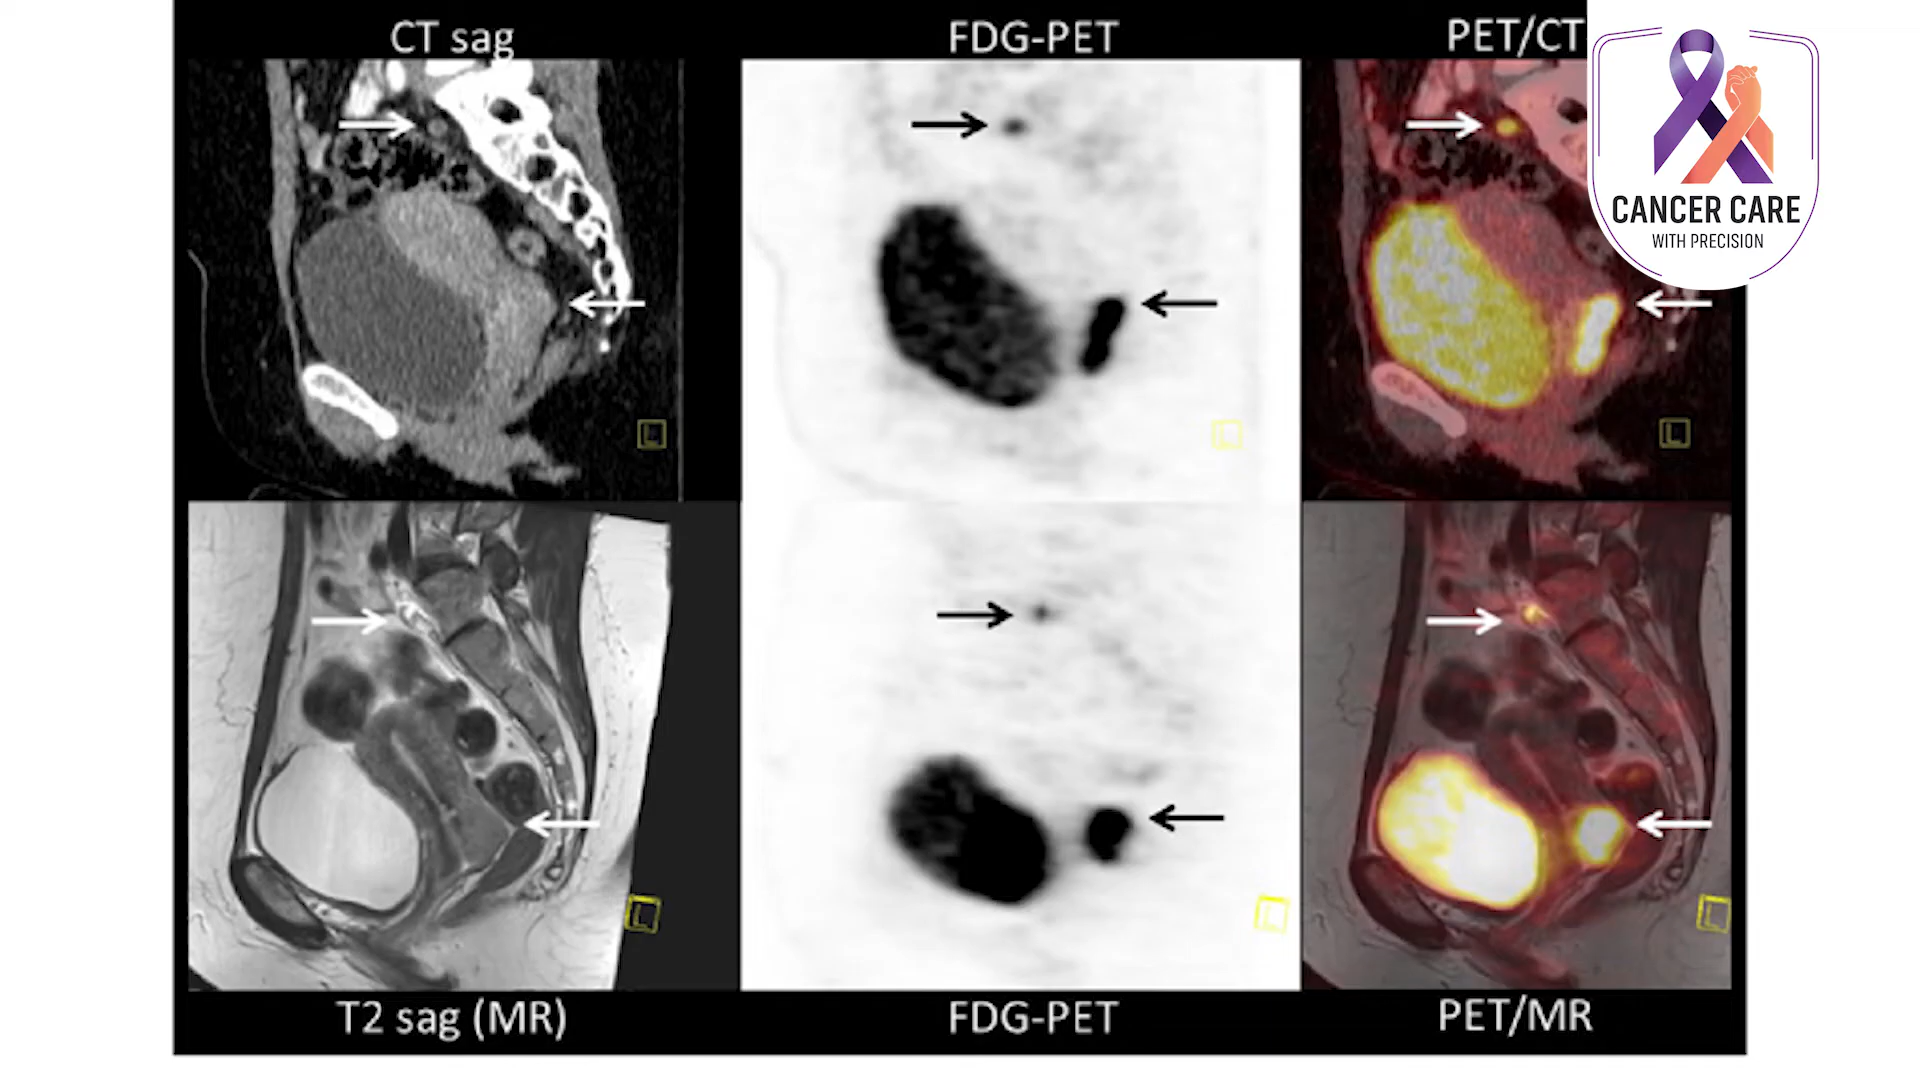 CT sag
FDG-PET
PET/CT
CANCER CARE
WITH PRECISION
L
L
L
L
L
L
T2 sag (MR)
FDG-PET
PET/MR